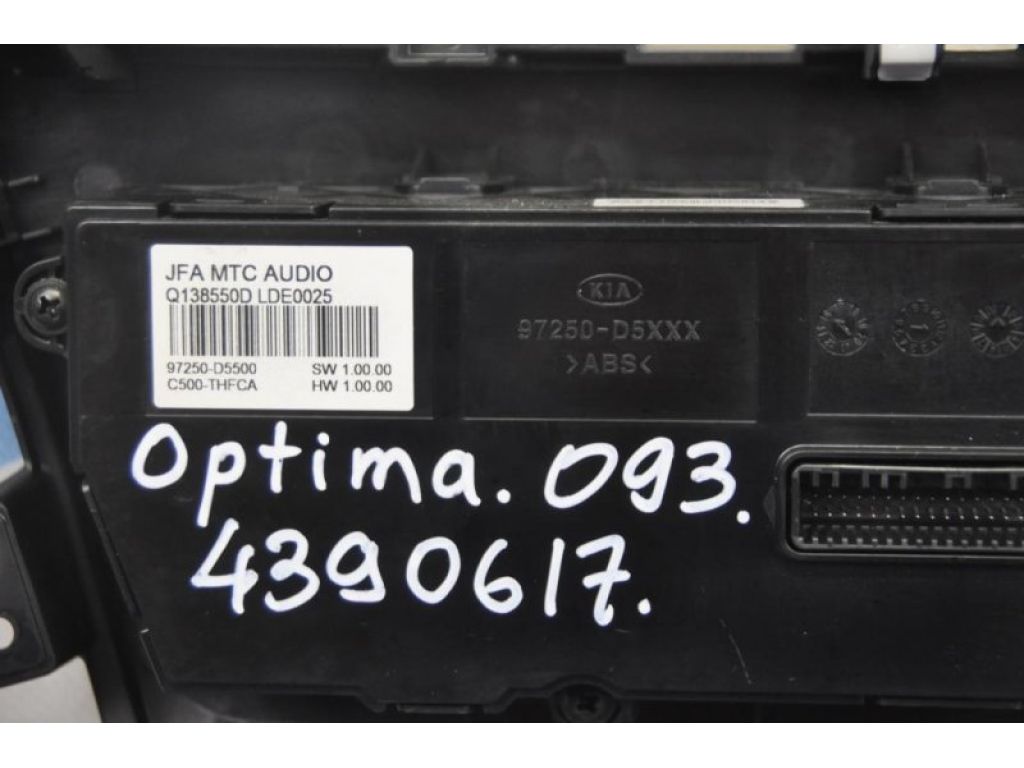 JFA MTC AUDIO
Q138550D LDE0025
97250-D5500 SW 1.00.00
C500-THFCA HW 1.00.00
KIA
97250-D5XXX
>ABS<
Optima. 093.
4390617.